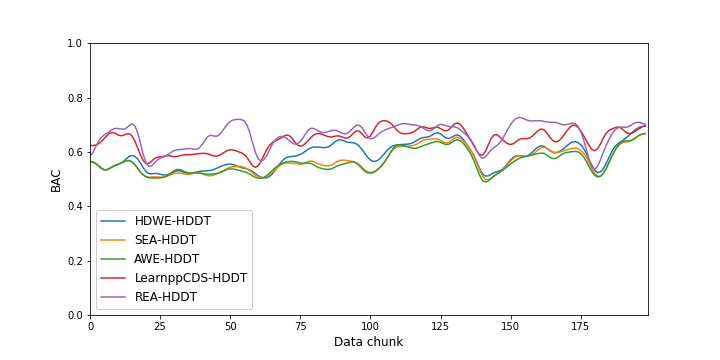 1.0
0.8
0.6
0.4
0.2
0.0
BAC
HDWE-HDDT
SEA-HDDT
AWE-HDDT
LearnppCDS-HDDT
REA-HDDT
0 25 50 75 100 125 150 175
Data chunk